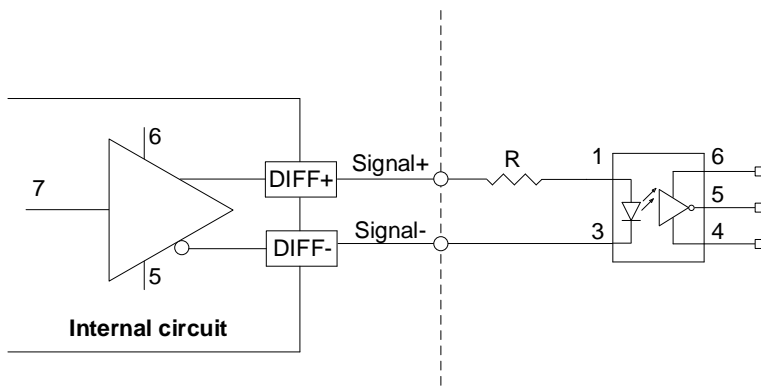 6
7
DIFF+
Signal+
R
1
6
5
DIFF-
Signal-
3
4
5
Internal circuit